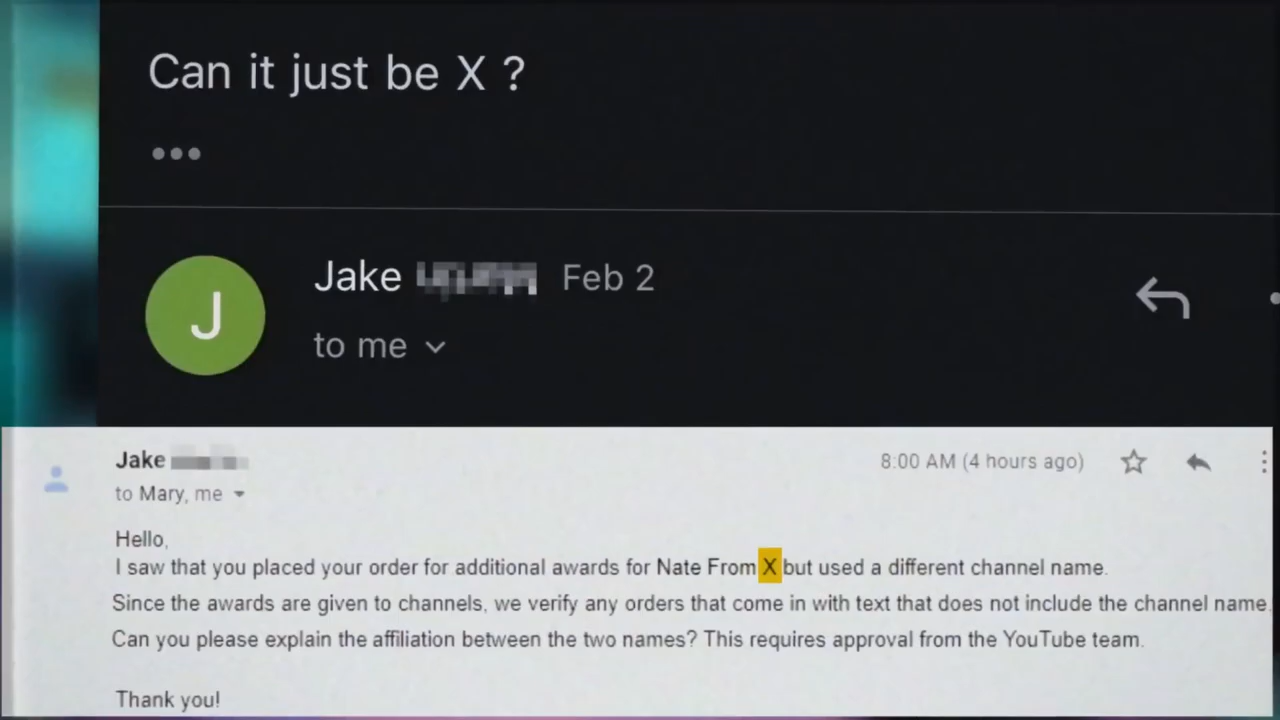 Can it just be X ?
Jake Feb 2
J
to me
Jake 8:00 AM (4 hours ago)
to Mary, me
Hello,
I saw that you placed your order for additional awards for Nate From X but used a different channel name.
Since the awards are given to channels, we verify any orders that come in with text that does not include the channel name.
Can you please explain the affiliation between the two names? This requires approval from the YouTube team.
Thank you!